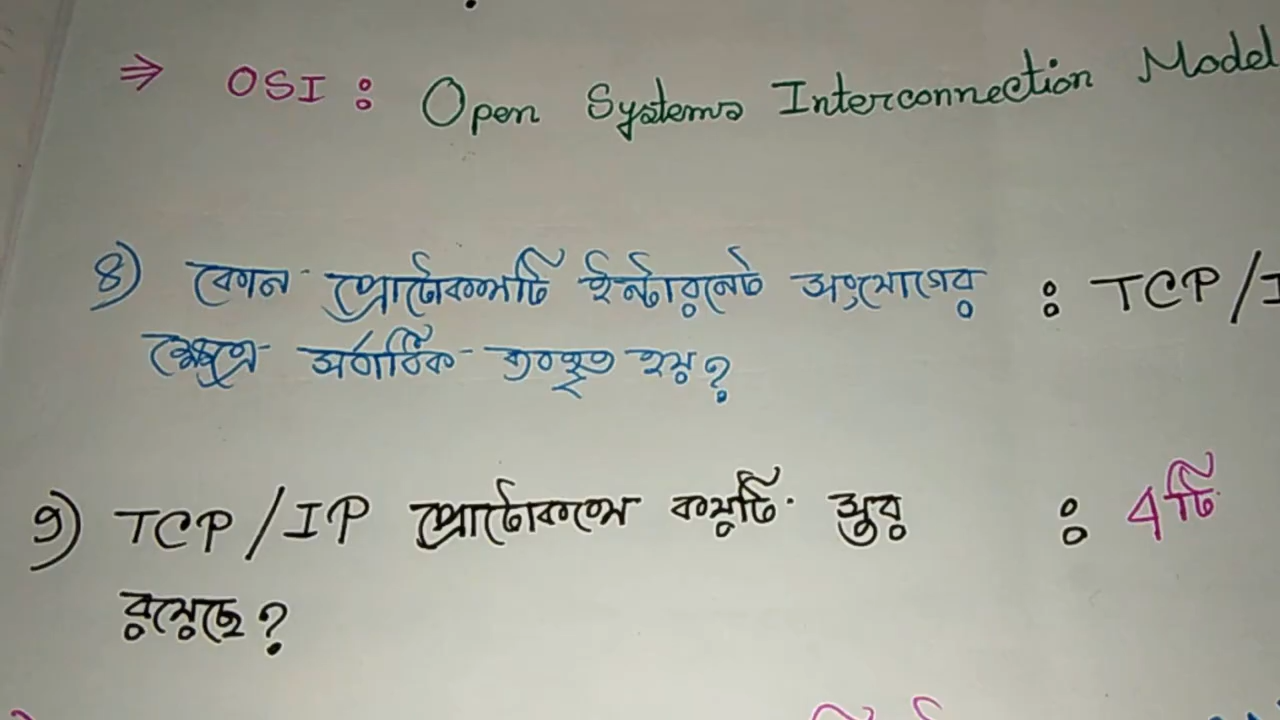 ⇒ OSI : Open Systems Interconnection Model
8) কোন প্রোটোকলটি ইন্টারনেট সংযোগের : TCP/I
ক্ষেত্রে সর্বাধিক ব্যবহৃত হয়?
9) TCP/IP প্রোটোকলে কয়টি স্তর : 4টি
রয়েছে?